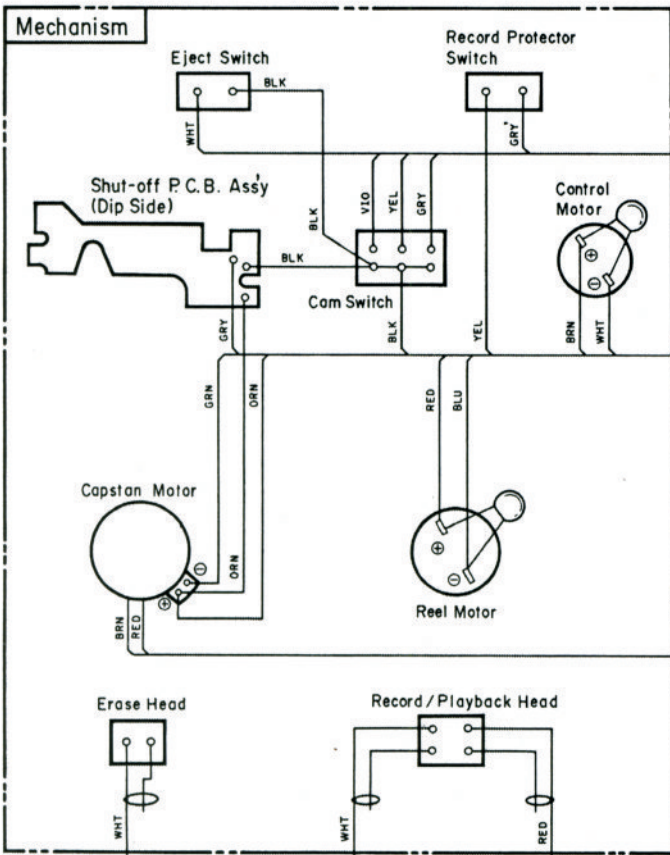 Mechanism
Eject Switch
Record Protector
Switch
BLK
WHT
GRY'
Shut-off P.C.B. Ass'y
(Dip Side)
Control
Motor
VIO
YEL
GRY
BLK
⊕
⊖
BLK
Cam Switch
GRY
BLK
YEL
BRN
WHT
GRN
ORN
RED
BLU
Capstan Motor
⊖
ORN
⊕
⊕
⊖
Reel Motor
BRN
RED
Erase Head
Record/Playback Head
WHT
WHT
RED